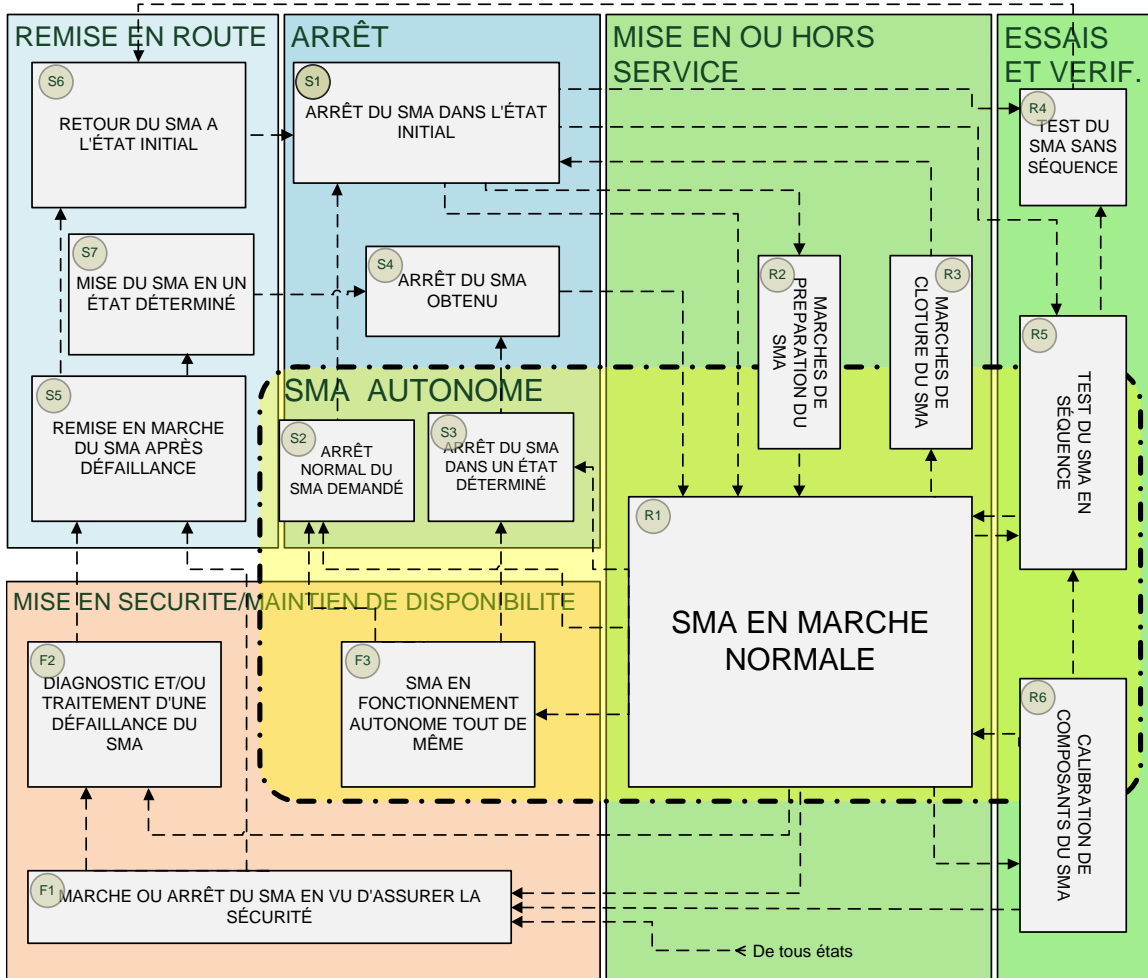 REMISE EN ROUTE
ARRÊT
MISE EN OU HORS
SERVICE
ESSAIS
ET VERIF.
S6
RETOUR DU SMA A
L'ÉTAT INITIAL
S1
ARRÊT DU SMA DANS L'ÉTAT
INITIAL
R4
TEST DU
SMA SANS
SÉQUENCE
S7
MISE DU SMA EN UN
ÉTAT DÉTERMINÉ
S4
ARRÊT DU SMA
OBTENU
R2
MARCHES DE
PREPARATION DU
SMA
R3
MARCHES DE
CLOTURE DU SMA
R5
TEST DU SMA EN
SÉQUENCE
SMA AUTONOME
S5
REMISE EN MARCHE
DU SMA APRÈS
DÉFAILLANCE
S2
ARRÊT
NORMAL DU
SMA DEMANDÉ
S3
ARRÊT DU SMA
DANS UN ÉTAT
DÉTERMINÉ
R1
SMA EN MARCHE
NORMALE
MISE EN SECURITE/MAINTIEN DE DISPONIBILITE
F2
DIAGNOSTIC ET/OU
TRAITEMENT D'UNE
DÉFAILLANCE DU
SMA
F3
SMA EN
FONCTIONNEMENT
AUTONOME TOUT DE
MÊME
R6
CALIBRATION DE
COMPOSANTS DU SMA
F1
MARCHE OU ARRÊT DU SMA EN VU D'ASSURER LA
SÉCURITÉ
De tous états